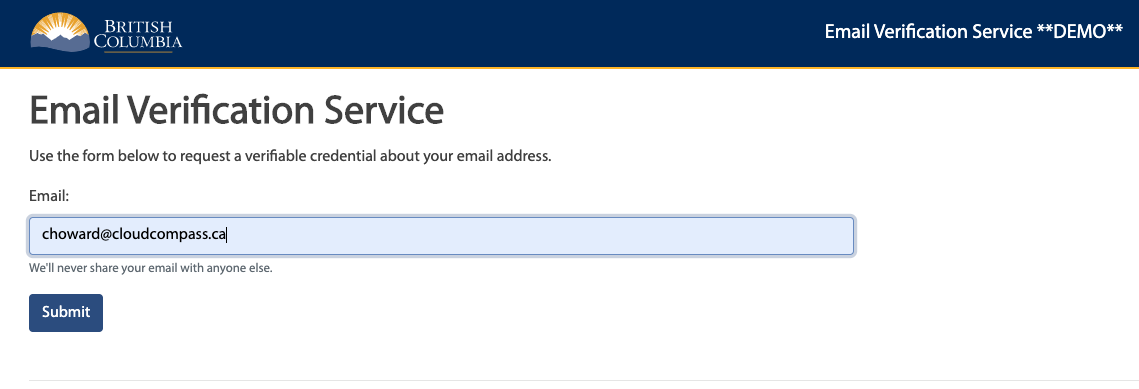 BRITISH
COLUMBIA
Email Verification Service **DEMO**
Email Verification Service
Use the form below to request a verifiable credential about your email address.
Email:
choward@cloudcompass.ca
We'll never share your email with anyone else.
Submit